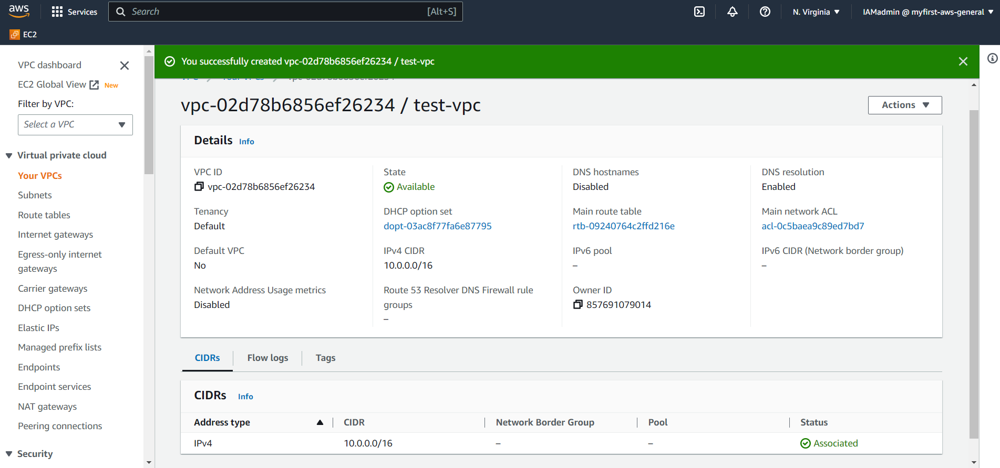 aws
Services
Search
[Alt+S]
N. Virginia
IAMadmin @ myfirst-aws-general
EC2
VPC dashboard
EC2 Global View New
Filter by VPC:
Select a VPC
Virtual private cloud
Your VPCs
Subnets
Route tables
Internet gateways
Egress-only internet
gateways
Carrier gateways
DHCP option sets
Elastic IPs
Managed prefix lists
Endpoints
Endpoint services
NAT gateways
Peering connections
Security
You successfully created vpc-02d78b6856ef26234 / test-vpc
VPC Your VPCs vpc-02d78b6856ef26234
vpc-02d78b6856ef26234 / test-vpc
Actions
Details Info
VPC ID
vpc-02d78b6856ef26234
State
Available
DNS hostnames
Disabled
DNS resolution
Enabled
Tenancy
Default
DHCP option set
dopt-03ac8f77fa6e87795
Main route table
rtb-09240764c2ffd216e
Main network ACL
acl-0c5baea9c89ed7bd7
Default VPC
No
IPv4 CIDR
10.0.0.0/16
IPv6 pool
–
IPv6 CIDR (Network border group)
–
Network Address Usage metrics
Disabled
Route 53 Resolver DNS Firewall rule
groups
–
Owner ID
857691079014
CIDRs Flow logs Tags
CIDRs Info
Address type CIDR Network Border Group Pool Status
IPv4 10.0.0.0/16 – – Associated